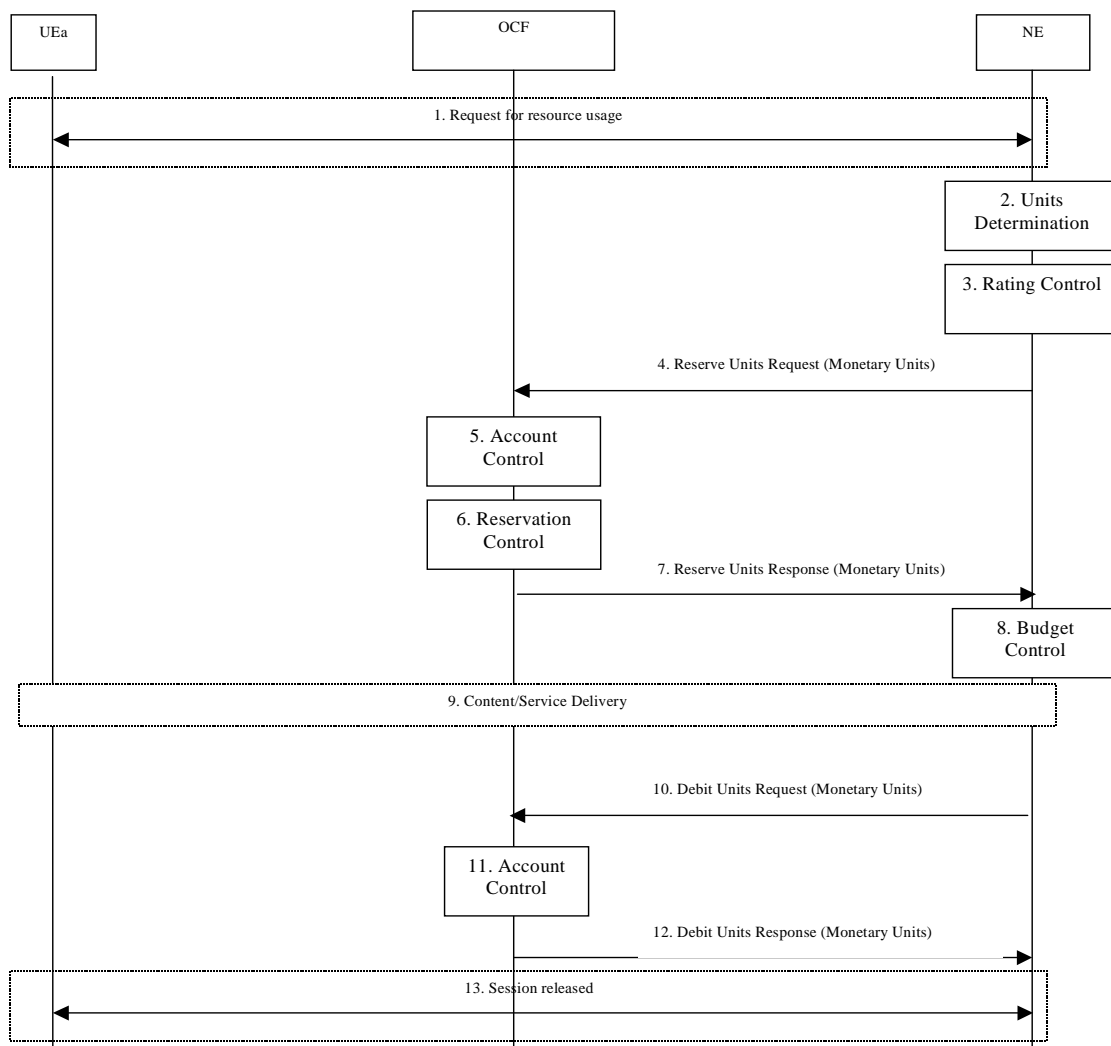 UEa
OCF
NE
1. Request for resource usage
2. Units
Determination
3. Rating Control
4. Reserve Units Request (Monetary Units)
5. Account
Control
6. Reservation
Control
7. Reserve Units Response (Monetary Units)
8. Budget
Control
9. Content/Service Delivery
10. Debit Units Request (Monetary Units)
11. Account
Control
12. Debit Units Response (Monetary Units)
13. Session released